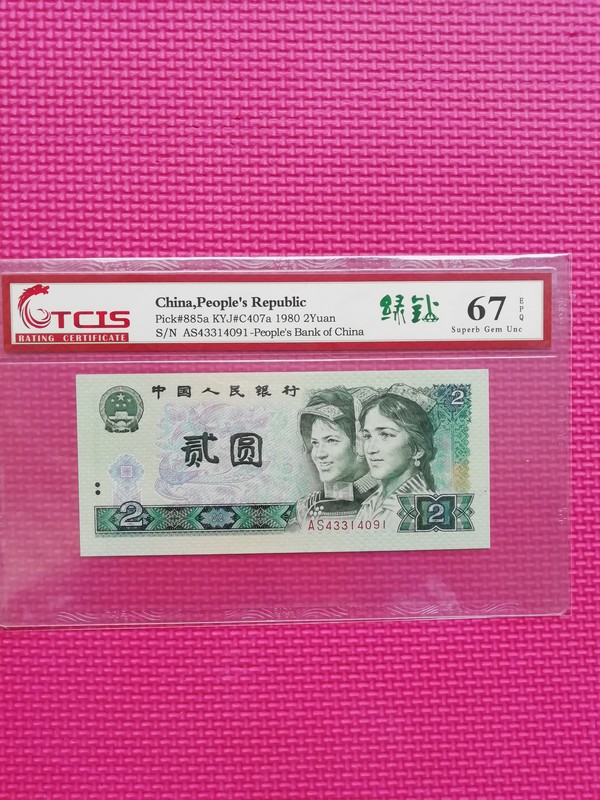 TCIS
RATING CERTIFICATE
China,People's Republic
Pick#885a KYJ#C407a 1980 2Yuan
S/N AS43314091-People's Bank of China
绿钻
67
EPQ
Superb Gem Unc
中国人民银行
贰圆
2
2
2
AS43314091